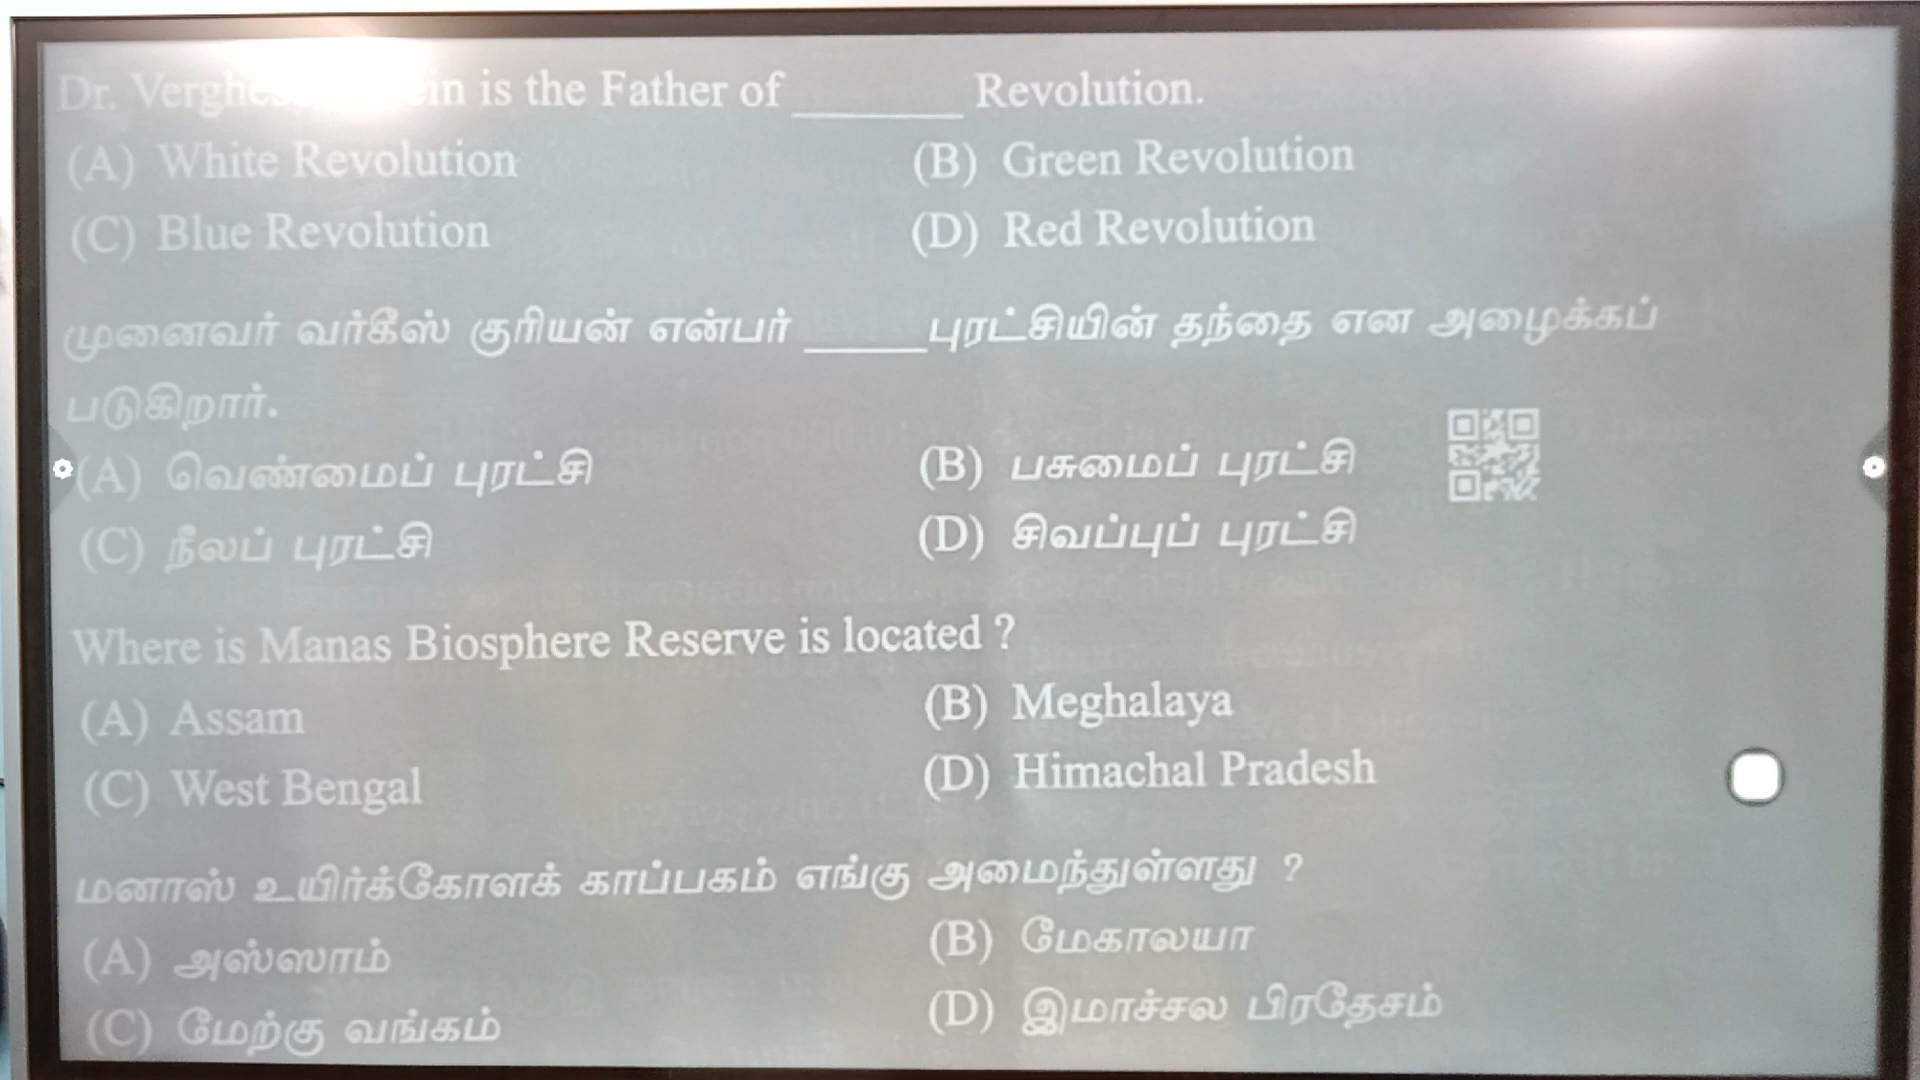 Dr. is the Father of ______ Revolution.
(A) White Revolution (B) Green Revolution
(C) Blue Revolution (D) Red Revolution
முனைவர் வர்கீஸ் குரியன் என்பர் _____ புரட்சியின் தந்தை என அழைக்கப்
படுகிறார்.
(A) வெண்மைப் புரட்சி (B) பசுமைப் புரட்சி
(C) நீலப் புரட்சி (D) சிவப்புப் புரட்சி
Where is Manas Biosphere Reserve is located ?
(A) Assam (B) Meghalaya
(C) West Bengal (D) Himachal Pradesh
மனாஸ் உயிர்க்கோளக் காப்பகம் எங்கு அமைந்துள்ளது ?
(A) அஸ்ஸாம் (B) மேகாலயா
(C) மேற்கு வங்கம் (D) இமாச்சல பிரதேசம்